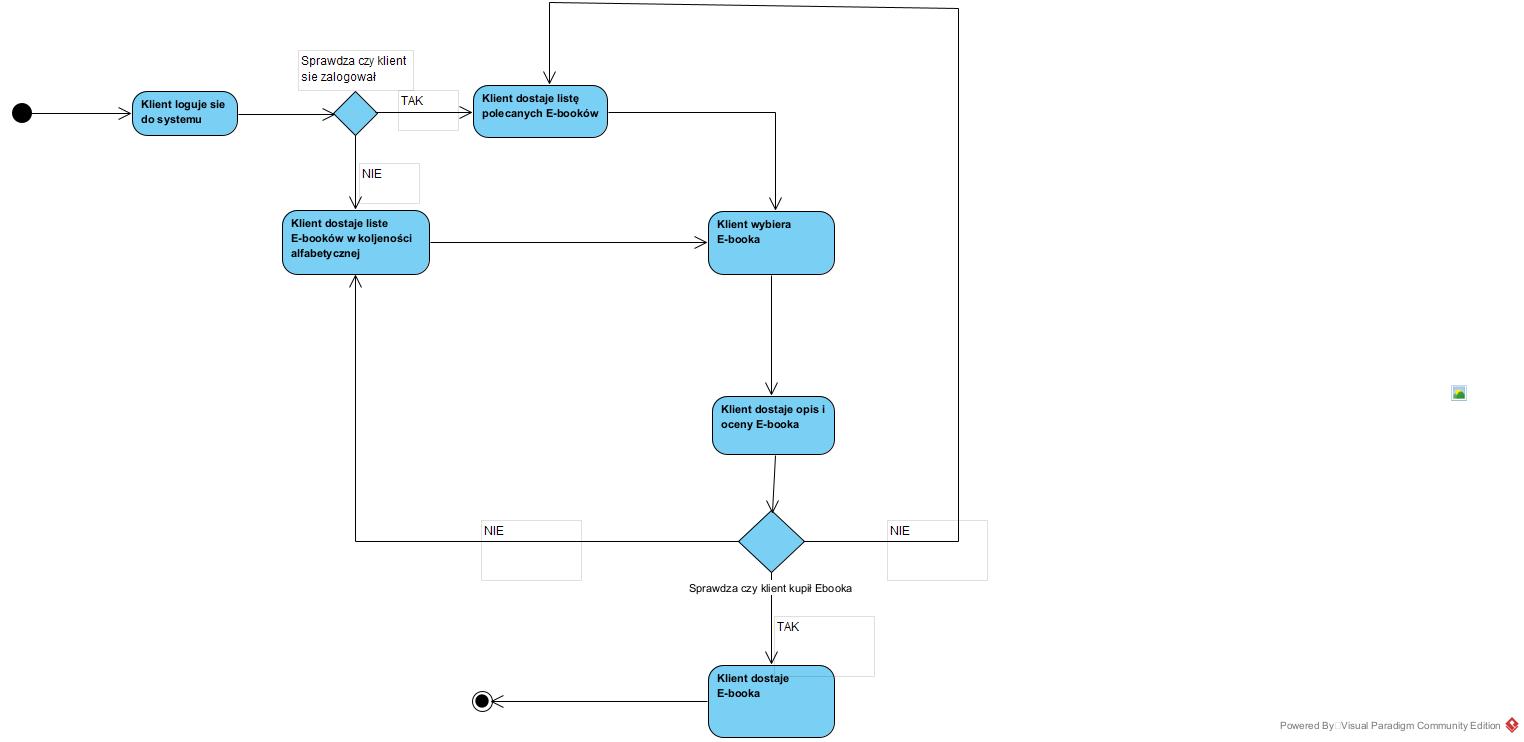 Sprawdza czy klient
sie zalogował
Klient loguje sie
do systemu
TAK
Klient dostaje listę
polecanych E-booków
NIE
Klient dostaje liste
E-booków w koljeności
alfabetycznej
Klient wybiera
E-booka
Klient dostaje opis i
oceny E-booka
NIE
NIE
Sprawdza czy klient kupił Ebooka
TAK
Klient dostaje
E-booka
Powered By Visual Paradigm Community Edition